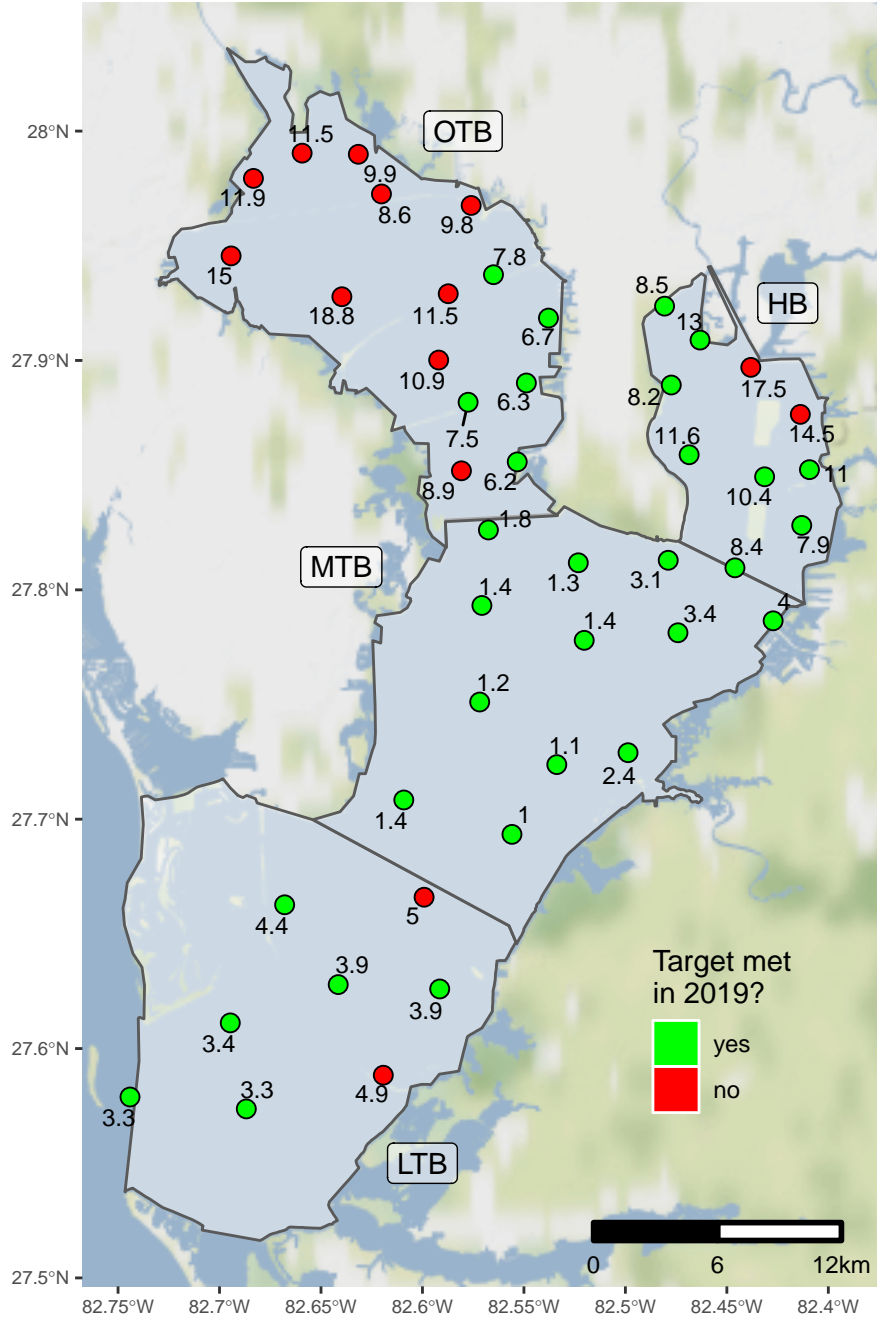 28°N
27.9°N
27.8°N
27.7°N
27.6°N
27.5°N
OTB
11.5
9.9
11.9
8.6
9.8
15
7.8
18.8
11.5
6.7
10.9
6.3
7.5
8.9
6.2
HB
8.5
13
17.5
8.2
14.5
11.6
11
10.4
7.9
8.4
MTB
1.8
1.3
3.1
1.4
1.4
3.4
4
1.2
1.1
2.4
1.4
1
5
4.4
3.9
3.9
3.4
4.9
3.3
3.3
LTB
Target met
in 2019?
yes
no
0 6 12km
82.75°W 82.7°W 82.65°W 82.6°W 82.55°W 82.5°W 82.45°W 82.4°W